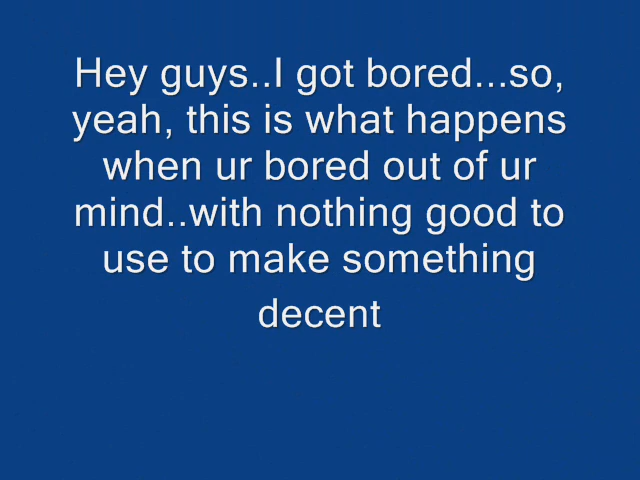 Hey guys..I got bored...so,
yeah, this is what happens
when ur bored out of ur
mind..with nothing good to
use to make something
decent